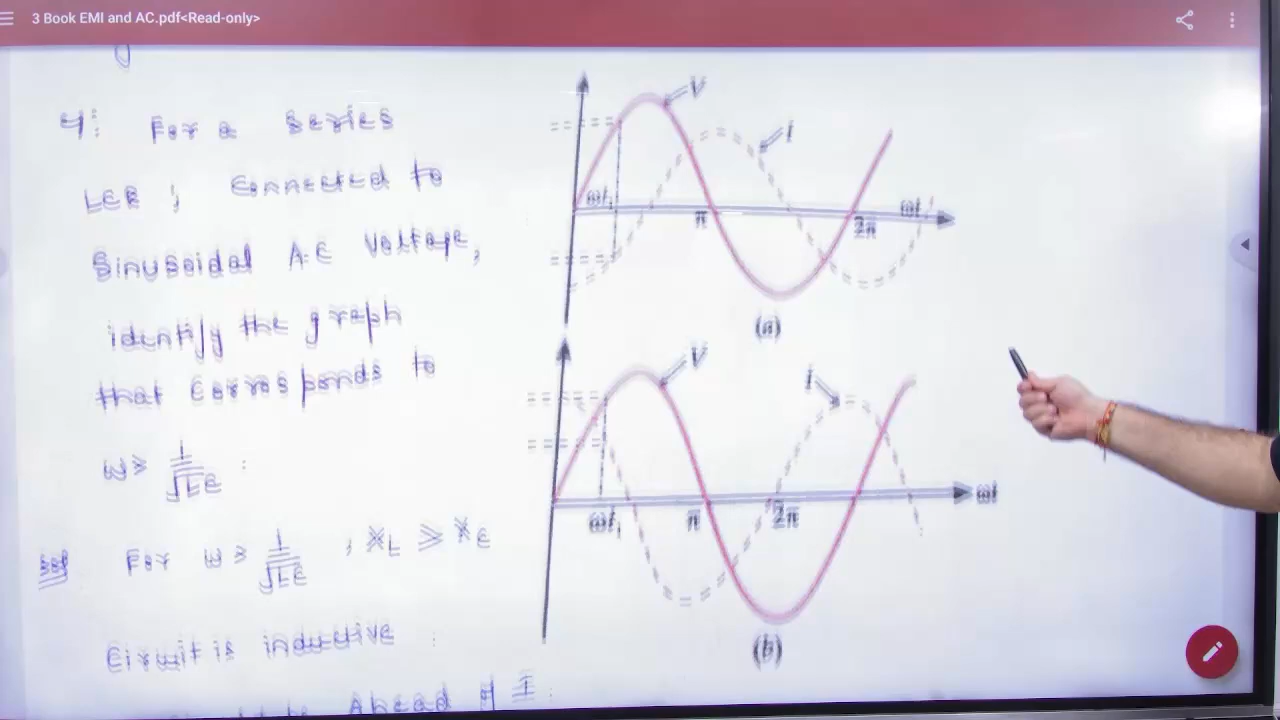 3 Book EMI and AC.pdf<Read-only>
4: For a series
LCR ; Connected to
Sinusoidal A.C Voltage,
identify the graph
that Corrosponds to
ω > 1/√LC :
Sol For ω > 1/√LC , XL > XC
Circuit is inductive
Ahead of I
V
i
ωt₁
π
2π
ωt
(a)
V
i
ωt₁
π
2π
ωt
(b)